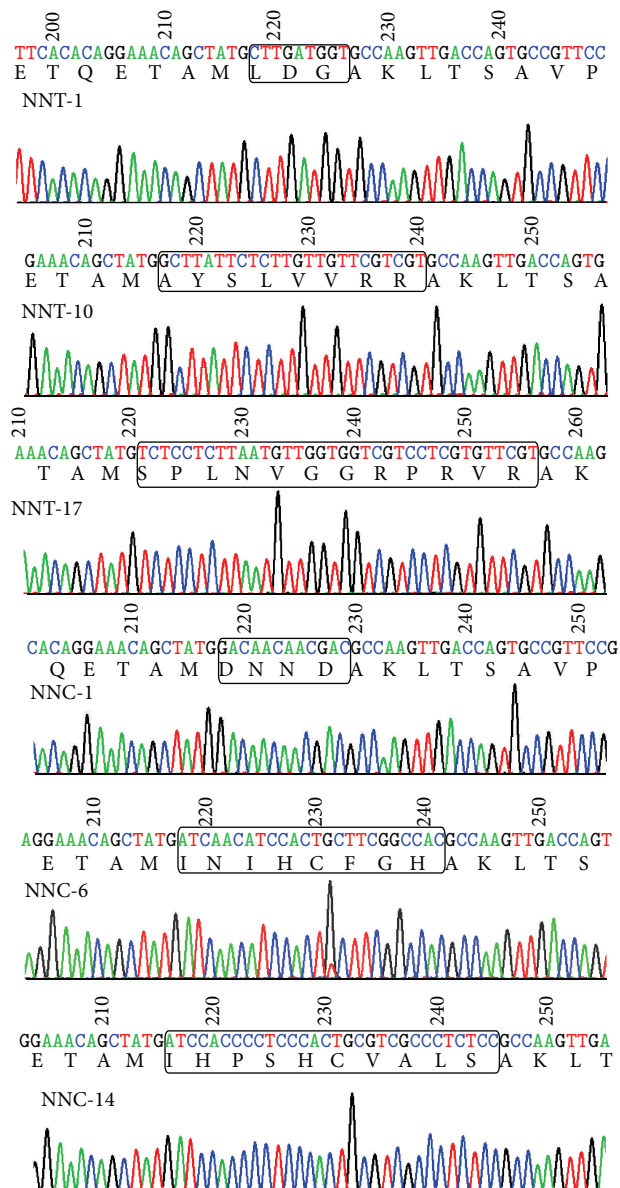 200 210 220 230 240
TTCACACAGGAAACAGCTATGCTTGATGGTGCCAAGTTGACCAGTGCCGTTCC
E T Q E T A M L D G A K L T S A V P
NNT-1
210 220 230 240 250
GAAACAGCTATGGCTTATTCTCTTGTTGTTCGTCGTGCCAAGTTGACCAGTG
E T A M A Y S L V V R R A K L T S A
NNT-10
210 220 230 240 250 260
AAACAGCTATGTCTCCTCTTAATGTTGGTGGTCGTCCTCGTGTTCGTGCCAAG
T A M S P L N V G G R P R V R A K
NNT-17
210 220 230 240 250
CACAGGAAACAGCTATGGACAACAACGACGCCAAGTTGACCAGTGCCGTTCCG
Q E T A M D N N D A K L T S A V P
NNC-1
210 220 231 240 250
AGGAAACAGCTATGATCAACATCCACTGCTTCGGCCACGCCAAGTTGACCAGT
E T A M I N I H C F G H A K L T S
NNC-6
210 220 230 240 250
GGAAACAGCTATGATCCACCCCTCCCACTGCGTCGCCCTCTCCGCCAAGTTGA
E T A M I H P S H C V A L S A K L T
NNC-14